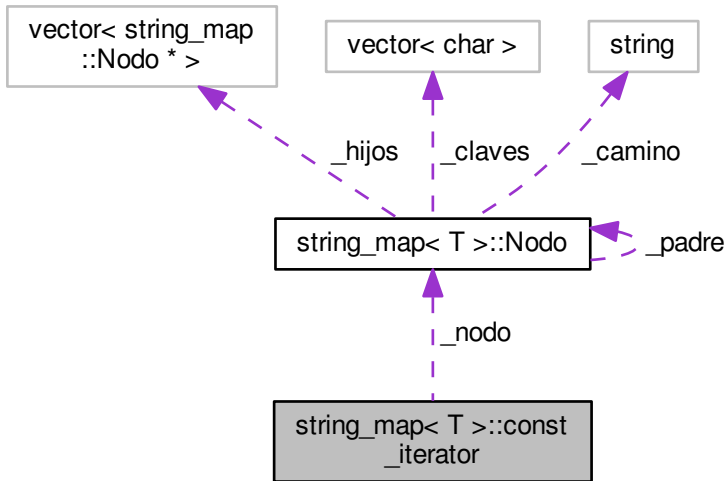 vector< string_map
::Nodo * >
vector< char >
string
_hijos
_claves
_camino
string_map< T >::Nodo
_padre
_nodo
string_map< T >::const
_iterator